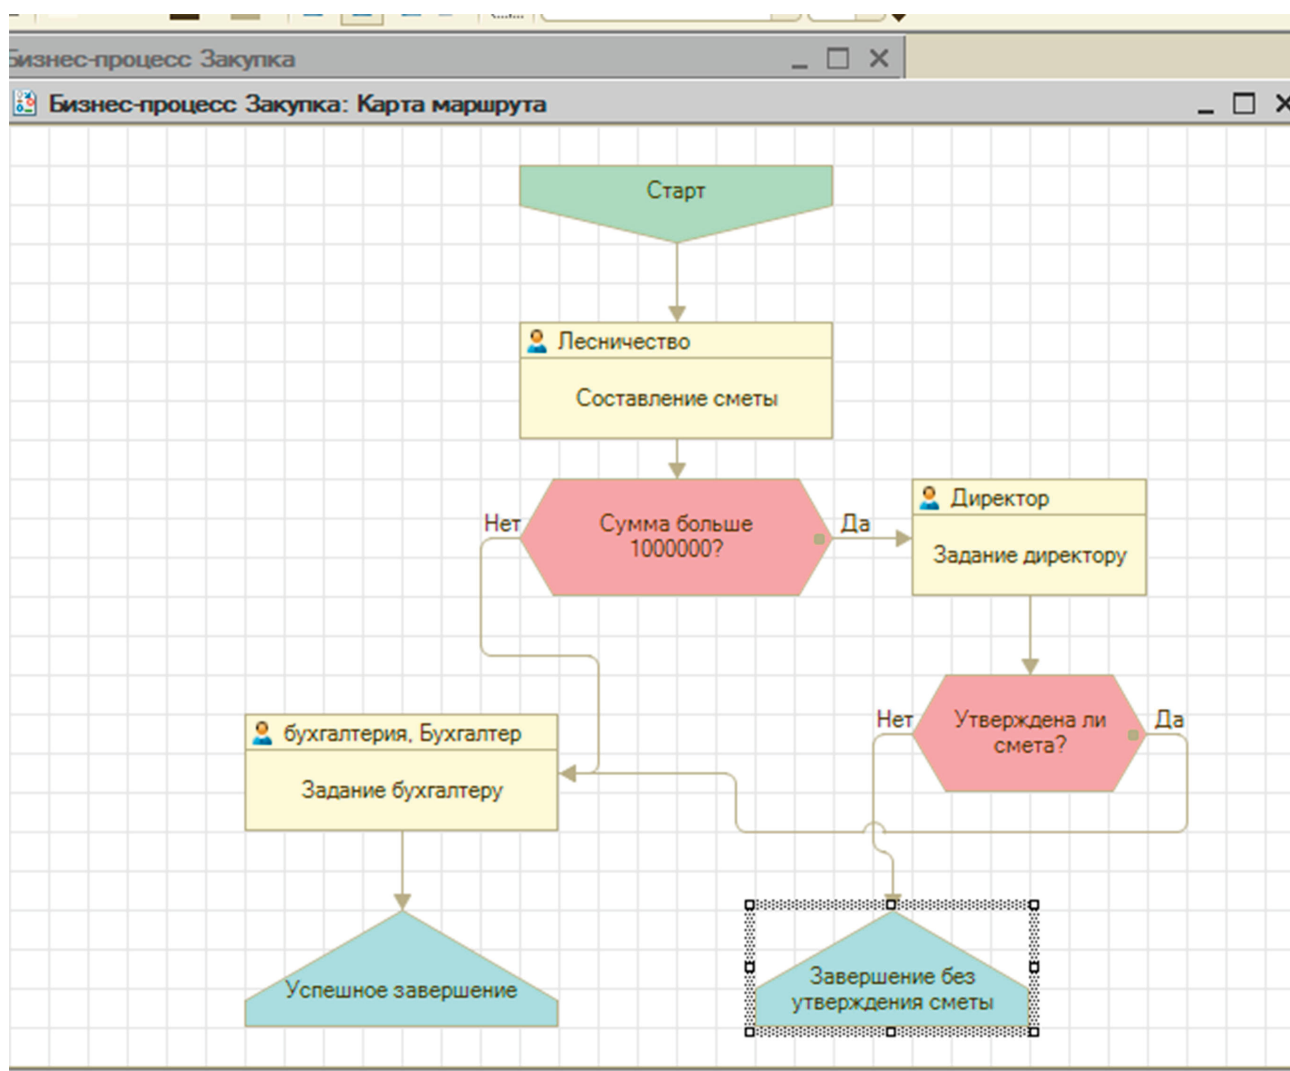 Бизнес-процесс Закупка
Бизнес-процесс Закупка: Карта маршрута
Старт
Лесничество
Составление сметы
Нет
Сумма больше
1000000?
Да
Директор
Задание директору
Нет
Утверждена ли
смета?
Да
бухгалтерия, Бухгалтер
Задание бухгалтеру
Успешное завершение
Завершение без
утверждения сметы